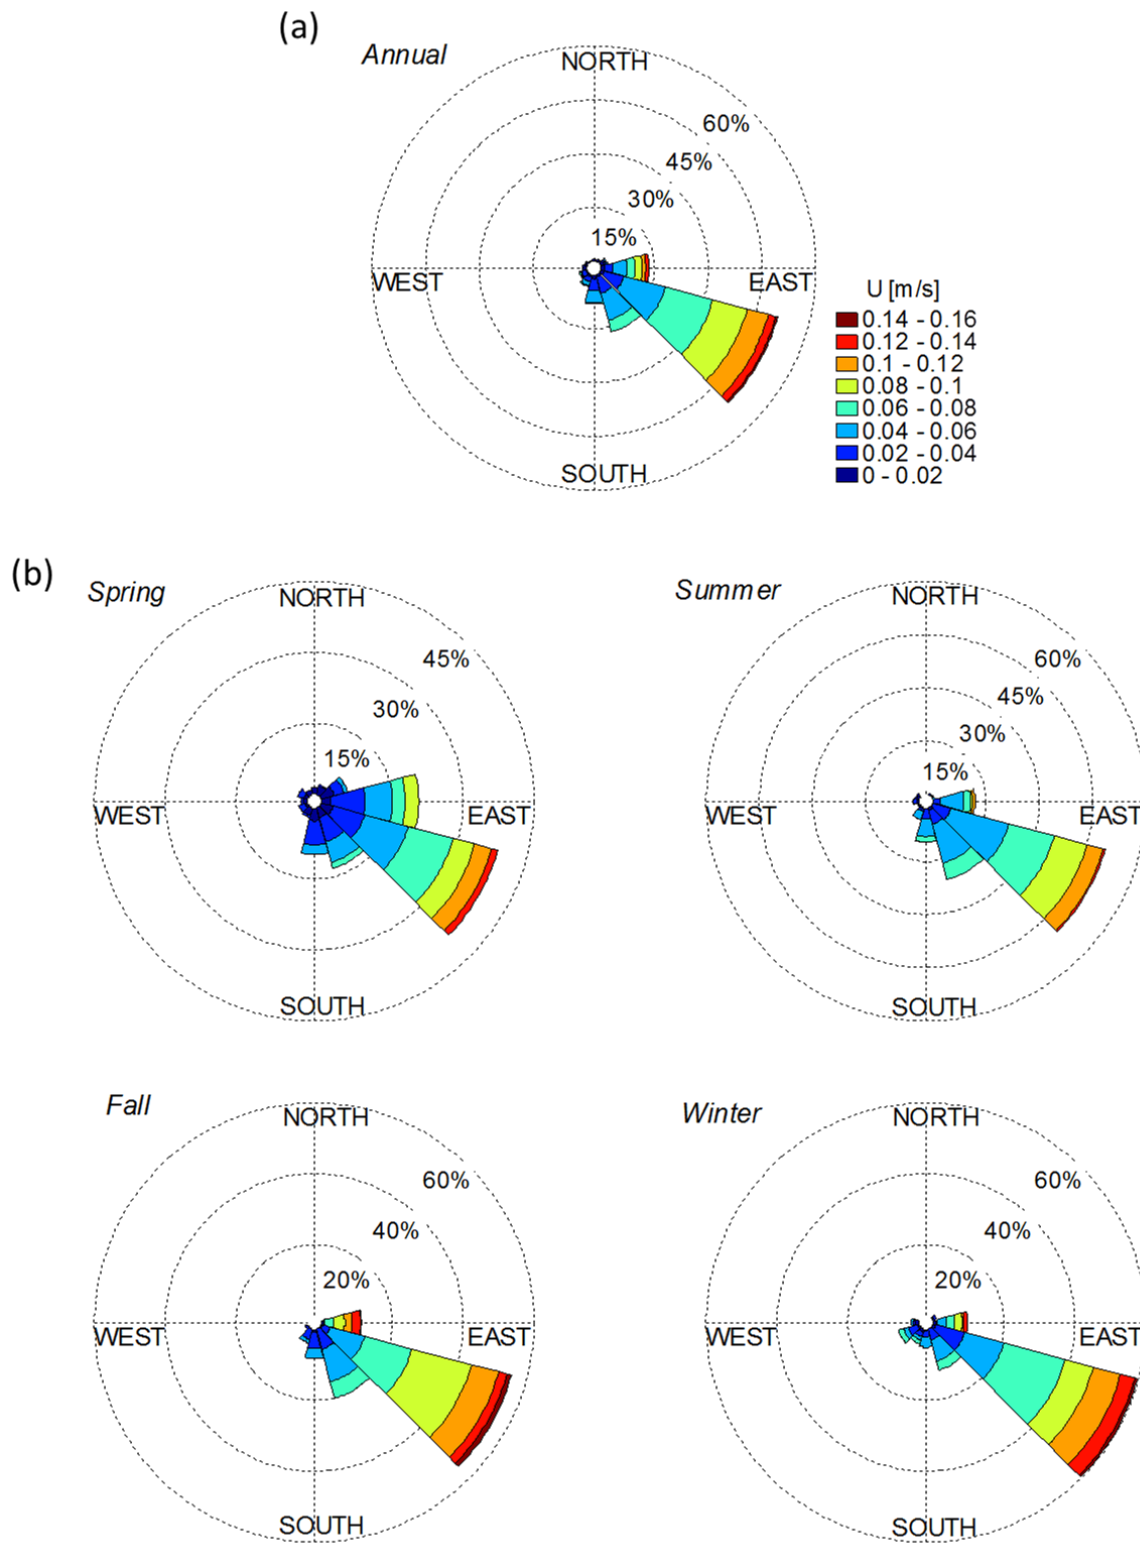 (a)
Annual
NORTH
60%
45%
30%
15%
WEST
EAST
SOUTH
U [m/s]
0.14 - 0.16
0.12 - 0.14
0.1 - 0.12
0.08 - 0.1
0.06 - 0.08
0.04 - 0.06
0.02 - 0.04
0 - 0.02
(b)
Spring
NORTH
45%
30%
15%
WEST
EAST
SOUTH
Summer
NORTH
60%
45%
30%
15%
WEST
EAST
SOUTH
Fall
NORTH
60%
40%
20%
WEST
EAST
SOUTH
Winter
NORTH
60%
40%
20%
WEST
EAST
SOUTH